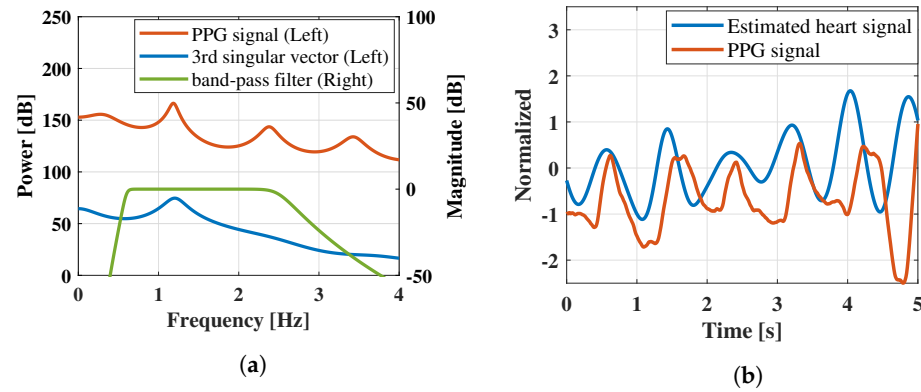 250
200
150
100
50
0
Power [dB]
PPG signal (Left)
3rd singular vector (Left)
band-pass filter (Right)
100
50
0
-50
Magnitude [dB]
0 1 2 3 4
Frequency [Hz]
(a)
3
2
1
0
-1
-2
Normalized
Estimated heart signal
PPG signal
0 1 2 3 4 5
Time [s]
(b)